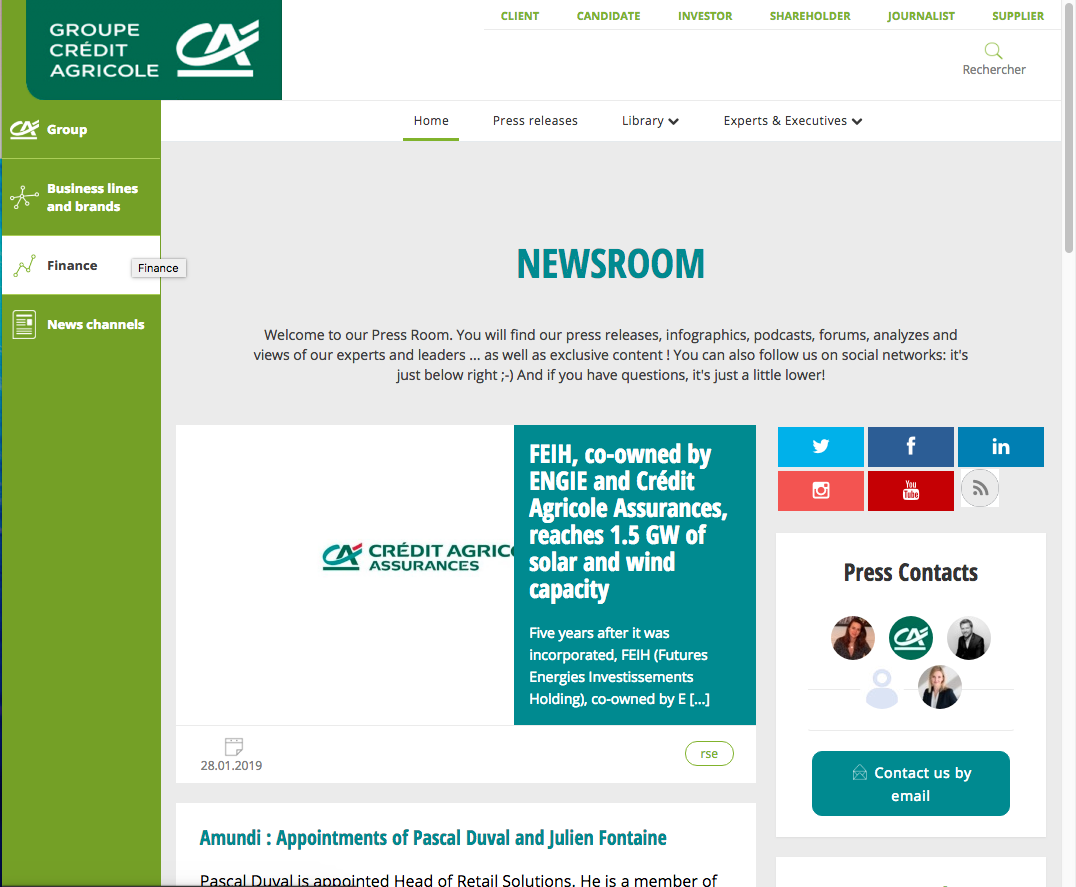 GROUPE
CRÉDIT
AGRICOLE
CLIENT CANDIDATE INVESTOR SHAREHOLDER JOURNALIST SUPPLIER
Rechercher
Home Press releases Library Experts & Executives
Group
Business lines
and brands
Finance
Finance
News channels
NEWSROOM
Welcome to our Press Room. You will find our press releases, infographics, podcasts, forums, analyzes and
views of our experts and leaders ... as well as exclusive content ! You can also follow us on social networks: it's
just below right ;-) And if you have questions, it's just a little lower!
CRÉDIT AGRIC
ASSURANCES
FEIH, co-owned by
ENGIE and Crédit
Agricole Assurances,
reaches 1.5 GW of
solar and wind
capacity
Five years after it was
incorporated, FEIH (Futures
Energies Investissements
Holding), co-owned by E [...]
28.01.2019
rse
f
in
You
Tube
Press Contacts
Contact us by
email
Amundi : Appointments of Pascal Duval and Julien Fontaine
Pascal Duval is appointed Head of Retail Solutions. He is a member of